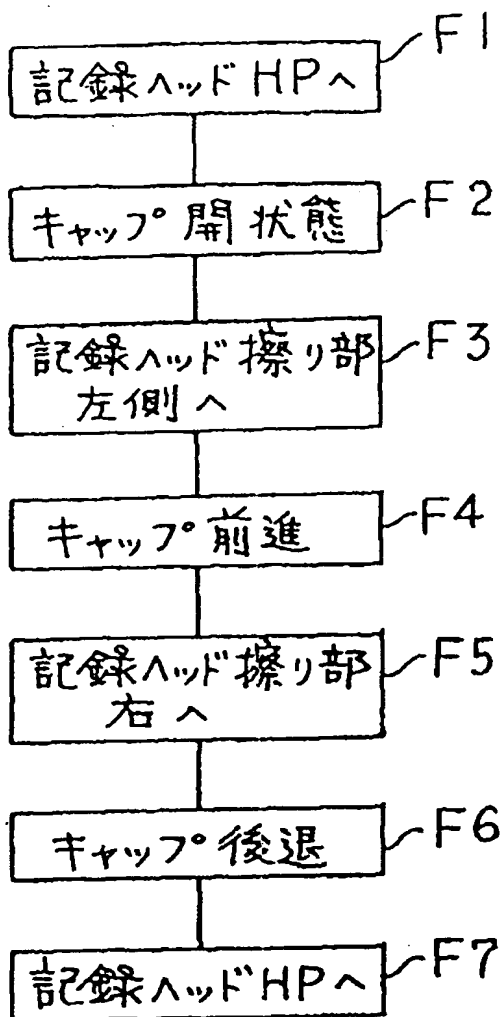 F1
記録ヘッドHPへ
F2
キャップ開状態
F3
記録ヘッド擦り部
左側へ
F4
キャップ前進
F5
記録ヘッド擦り部
右へ
F6
キャップ後退
F7
記録ヘッドHPへ